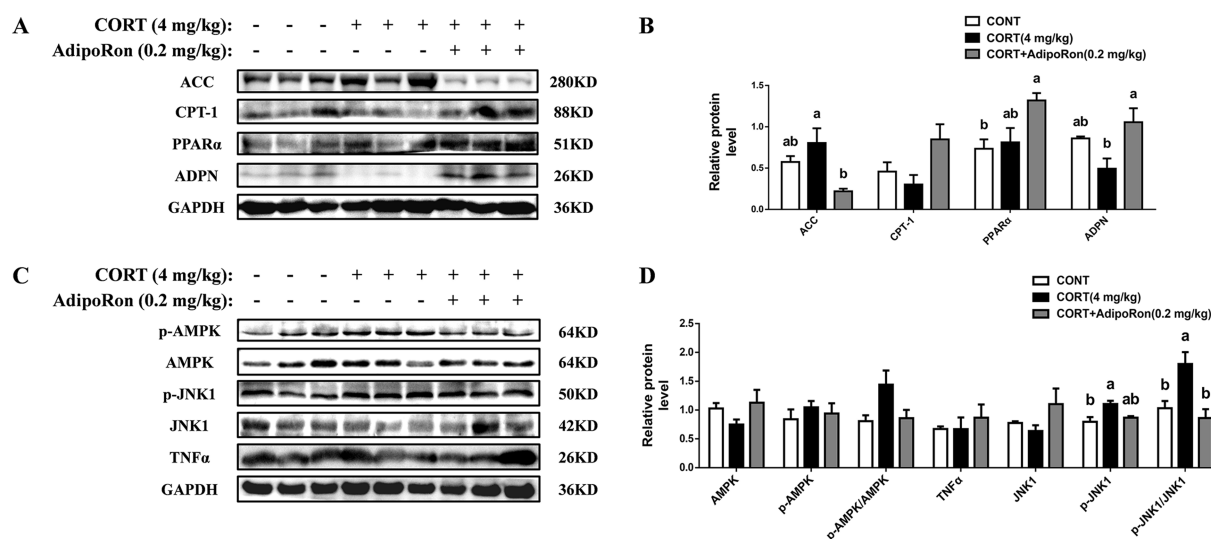 A
CORT (4 mg/kg): - - - + + + + + +
AdipoRon (0.2 mg/kg): - - - - - - + + +
ACC 280KD
CPT-1 88KD
PPARα 51KD
ADPN 26KD
GAPDH 36KD
B
CONT
CORT(4 mg/kg)
CORT+AdipoRon(0.2 mg/kg)
Relative protein
level
1.5
1.0
0.5
0.0
ab a b b ab a ab b a
ACC CPT-1 PPARα ADPN
C
CORT (4 mg/kg): - - - + + + + + +
AdipoRon (0.2 mg/kg): - - - - - - + + +
p-AMPK 64KD
AMPK 64KD
p-JNK1 50KD
JNK1 42KD
TNFα 26KD
GAPDH 36KD
D
CONT
CORT(4 mg/kg)
CORT+AdipoRon(0.2 mg/kg)
Relative protein
level
2.5
2.0
1.5
1.0
0.5
0.0
b a ab b a b
AMPK p-AMPK p-AMPK/AMPK TNFα JNK1 p-JNK1 p-JNK1/JNK1